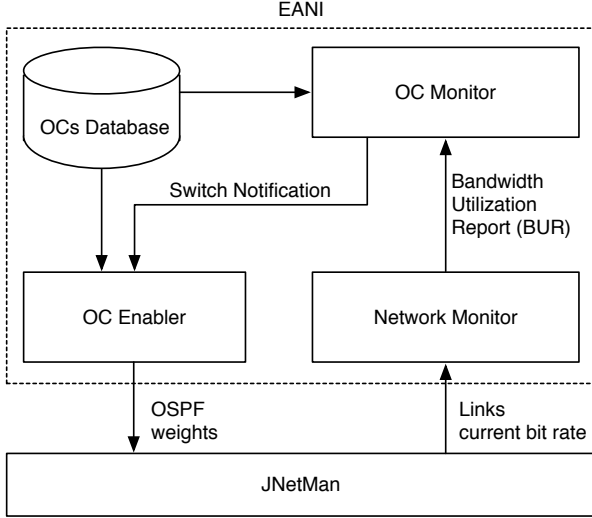 EANI
OCs Database
OC Monitor
Switch Notification
Bandwidth
Utilization
Report (BUR)
OC Enabler
Network Monitor
OSPF
weights
Links
current bit rate
JNetMan